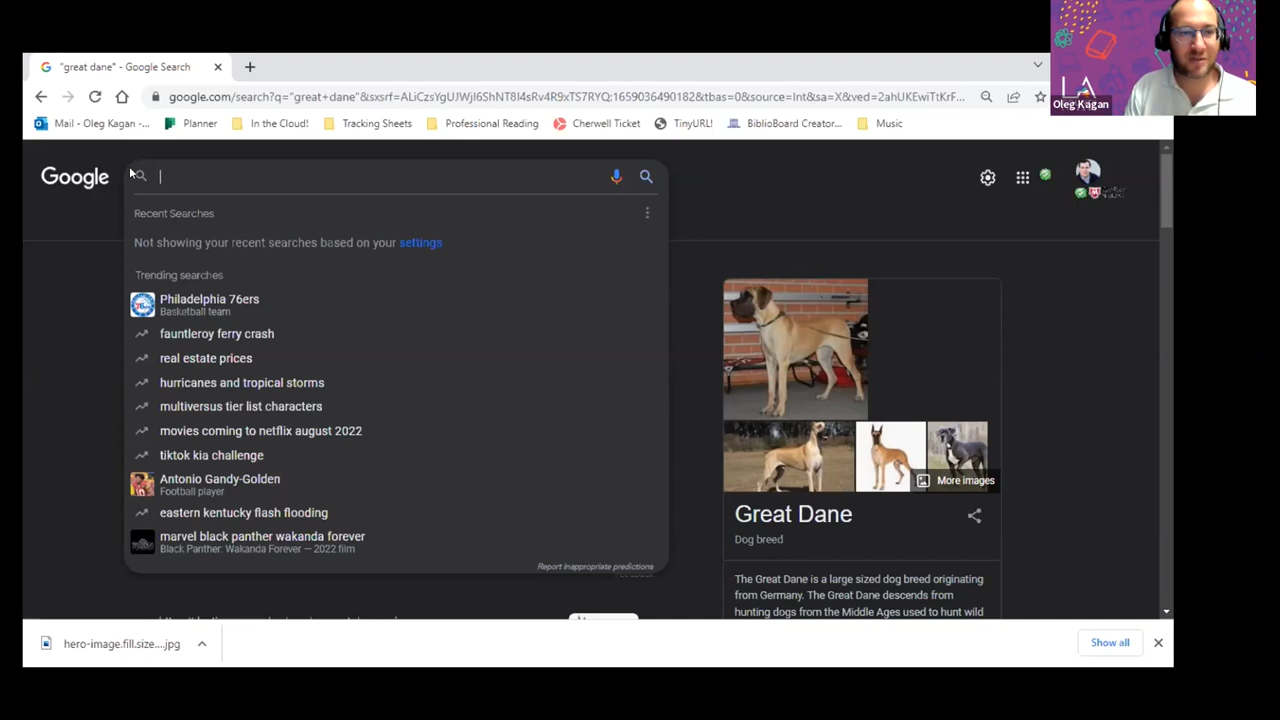 "great dane" - Google Search
google.com/search?q="great+dane"&sxsrf=ALiCzsYgUJWjI6ShNT8I4sRv4R9xTS7RYQ:1659036490182&tbas=0&source=Int&sa=X&ved=2ahUKEwiTtKrF...
Mail - Oleg Kagan -...
Planner
In the Cloud!
Tracking Sheets
Professional Reading
Cherwell Ticket
TinyURL!
BiblioBoard Creator...
Music
LA
Oleg Kagan
Google
Recent Searches
Not showing your recent searches based on your settings
Trending searches
Philadelphia 76ers
Basketball team
fauntleroy ferry crash
real estate prices
hurricanes and tropical storms
multiversus tier list characters
movies coming to netflix august 2022
tiktok kia challenge
Antonio Gandy-Golden
Football player
eastern kentucky flash flooding
marvel black panther wakanda forever
Black Panther: Wakanda Forever — 2022 film
Report inappropriate predictions
More images
Great Dane
Dog breed
The Great Dane is a large sized dog breed originating
from Germany. The Great Dane descends from
hunting dogs from the Middle Ages used to hunt wild
hero-image.fill.size....jpg
Show all